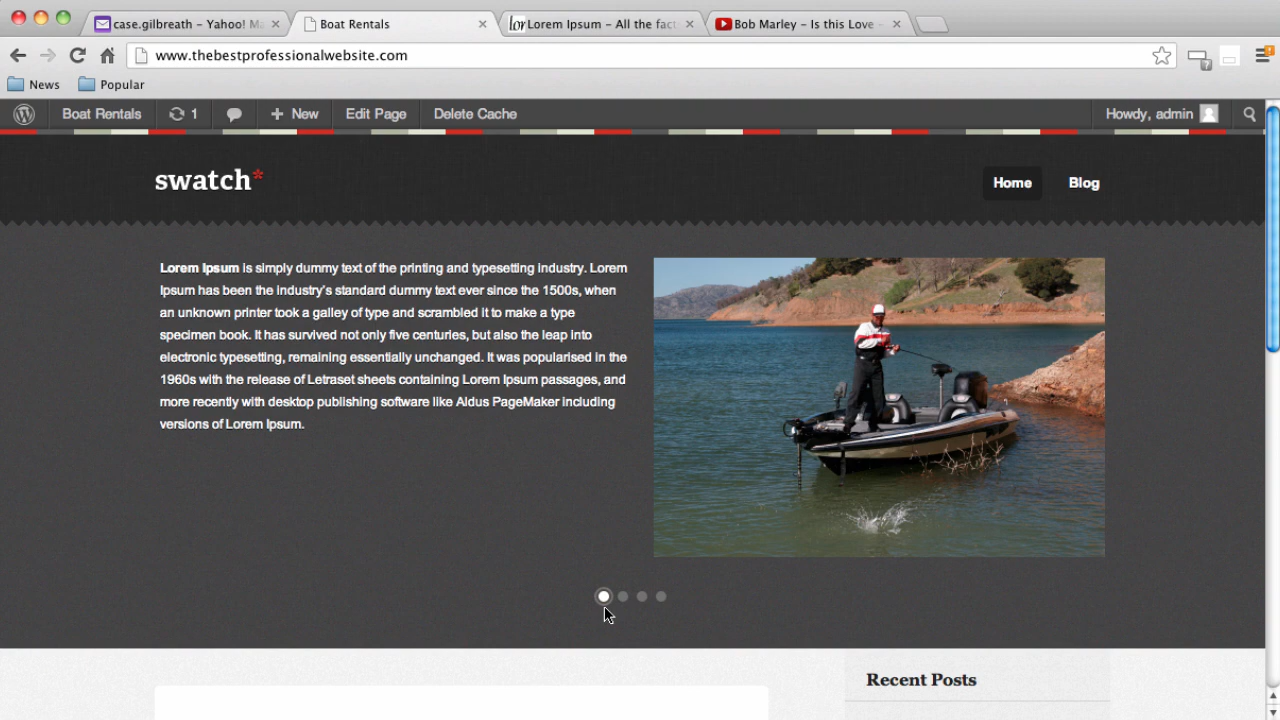 case.gilbreath – Yahoo! Ma
Boat Rentals
lor Lorem Ipsum – All the fact
Bob Marley – Is this Love –
www.thebestprofessionalwebsite.com
News
Popular
Boat Rentals
1
New
Edit Page
Delete Cache
Howdy, admin
swatch*
Home
Blog
Lorem Ipsum is simply dummy text of the printing and typesetting industry. Lorem
Ipsum has been the industry's standard dummy text ever since the 1500s, when
an unknown printer took a galley of type and scrambled it to make a type
specimen book. It has survived not only five centuries, but also the leap into
electronic typesetting, remaining essentially unchanged. It was popularised in the
1960s with the release of Letraset sheets containing Lorem Ipsum passages, and
more recently with desktop publishing software like Aldus PageMaker including
versions of Lorem Ipsum.
Recent Posts